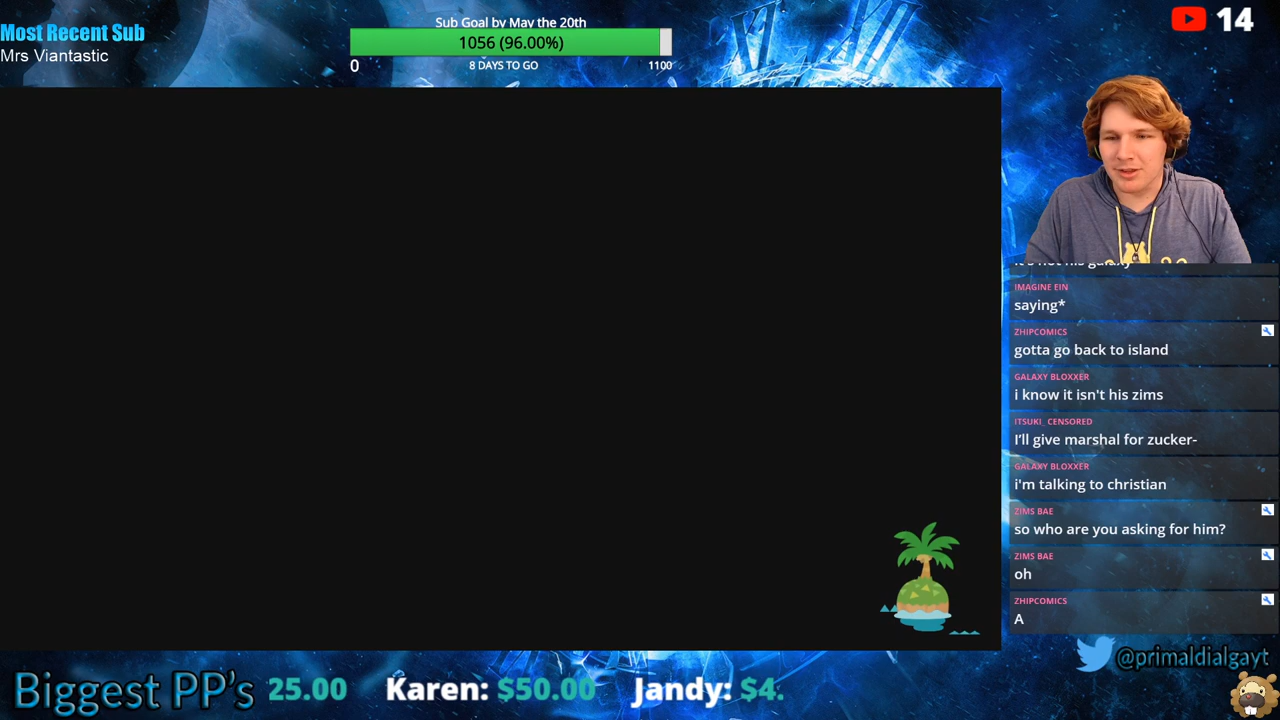 Most Recent Sub
Mrs Viantastic
Sub Goal by May the 20th
1056 (96.00%)
0
8 DAYS TO GO
1100
14
IMAGINE EIN
saying*
ZHIPCOMICS
gotta go back to island
GALAXY BLOXXER
i know it isn't his zims
ITSUKI_CENSORED
I'll give marshal for zucker-
GALAXY BLOXXER
i'm talking to christian
ZIMS BAE
so who are you asking for him?
ZIMS BAE
oh
ZHIPCOMICS
A
@primaldialgayt
Biggest PP's 25.00 Karen: $50.00 Jandy: $4.